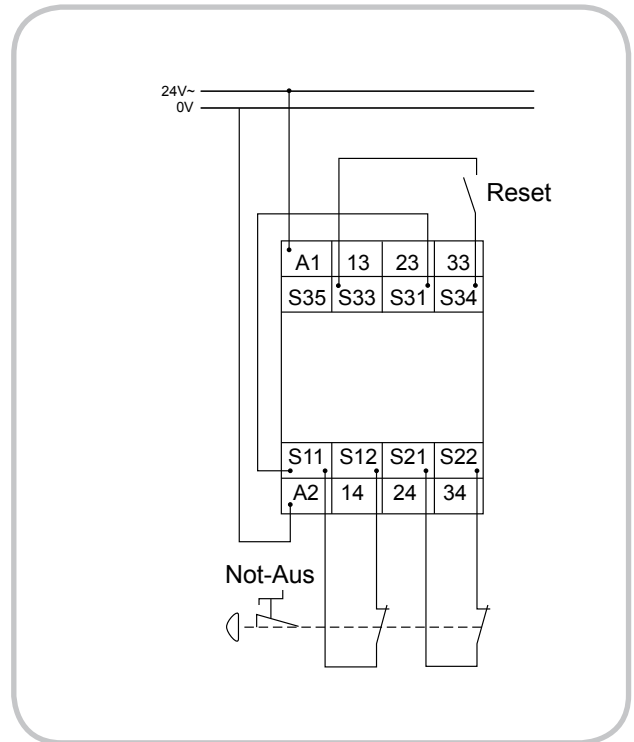 24V~
0V
Reset
A1 13 23 33
S35 S33 S31 S34
S11 S12 S21 S22
A2 14 24 34
Not-Aus